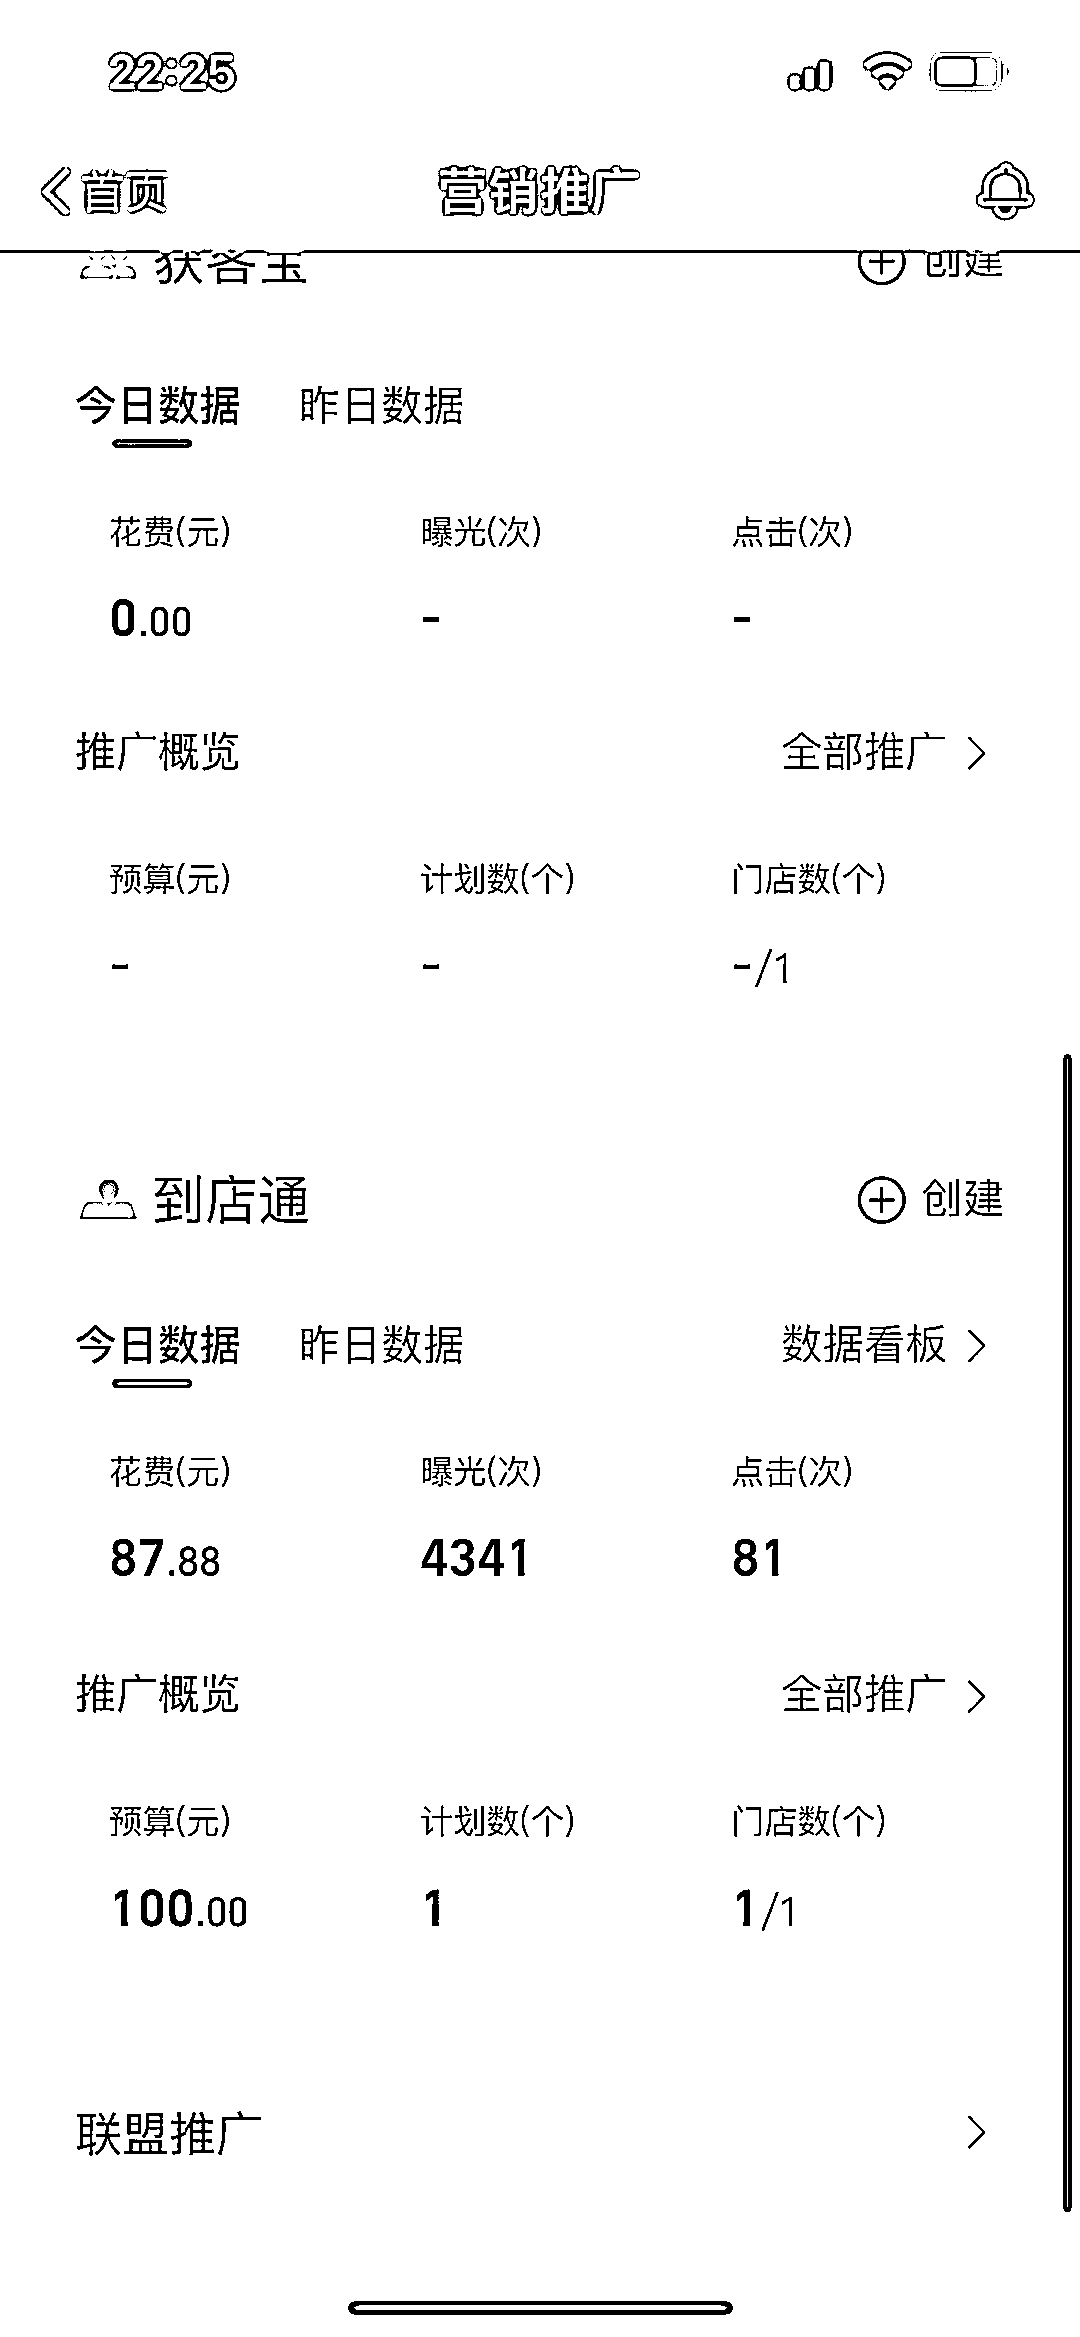 22:25
首页 营销推广
获客宝 创建
今日数据 昨日数据
花费(元) 曝光(次) 点击(次)
0.00 - -
推广概览 全部推广
预算(元) 计划数(个) 门店数(个)
- - -/1
到店通 创建
今日数据 昨日数据 数据看板
花费(元) 曝光(次) 点击(次)
87.88 4341 81
推广概览 全部推广
预算(元) 计划数(个) 门店数(个)
100.00 1 1/1
联盟推广